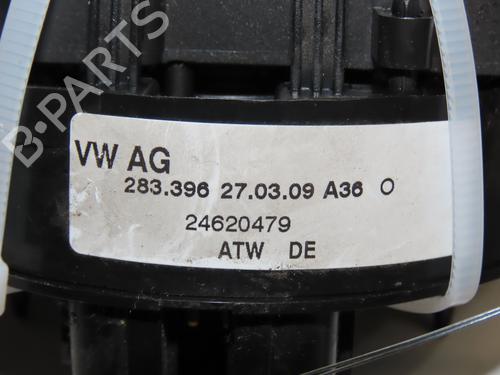 B-PARTS
VW AG
283.396 27.03.09 A36 O
24620479
ATW DE